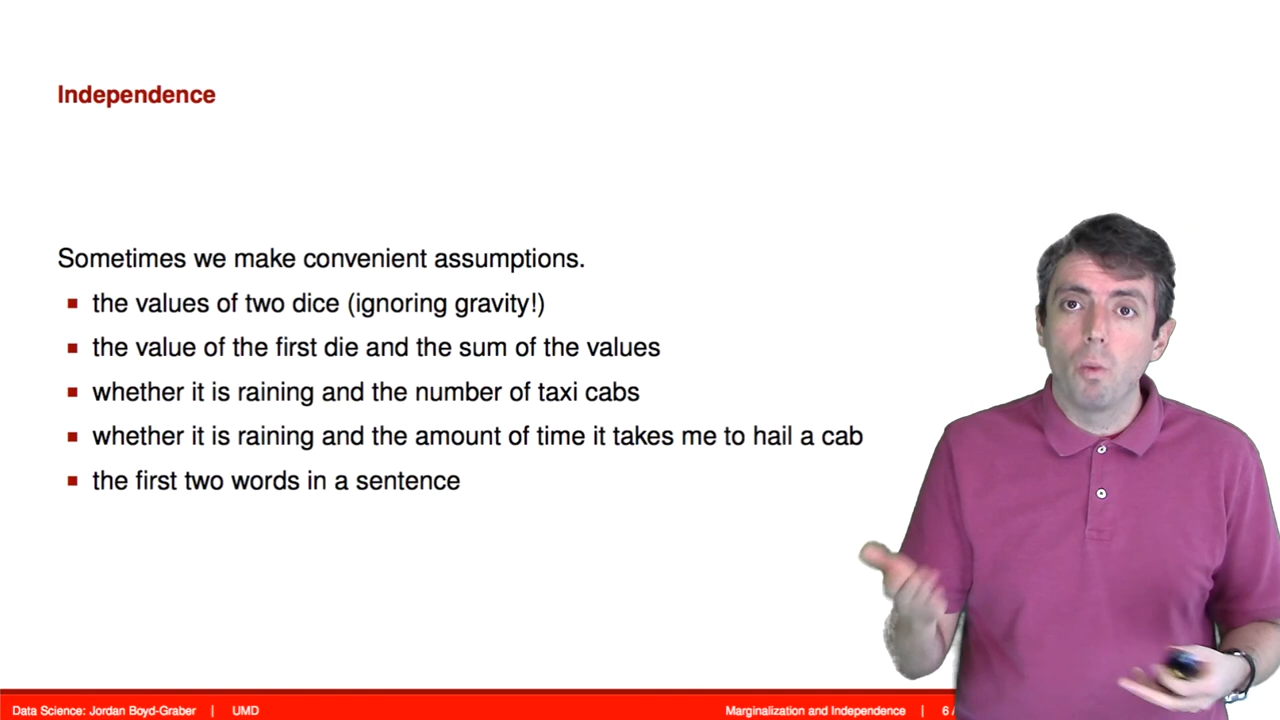 Independence
Sometimes we make convenient assumptions.
the values of two dice (ignoring gravity!)
the value of the first die and the sum of the values
whether it is raining and the number of taxi cabs
whether it is raining and the amount of time it takes me to hail a cab
the first two words in a sentence
Data Science: Jordan Boyd-Graber | UMD Marginalization and Independence | 6 /